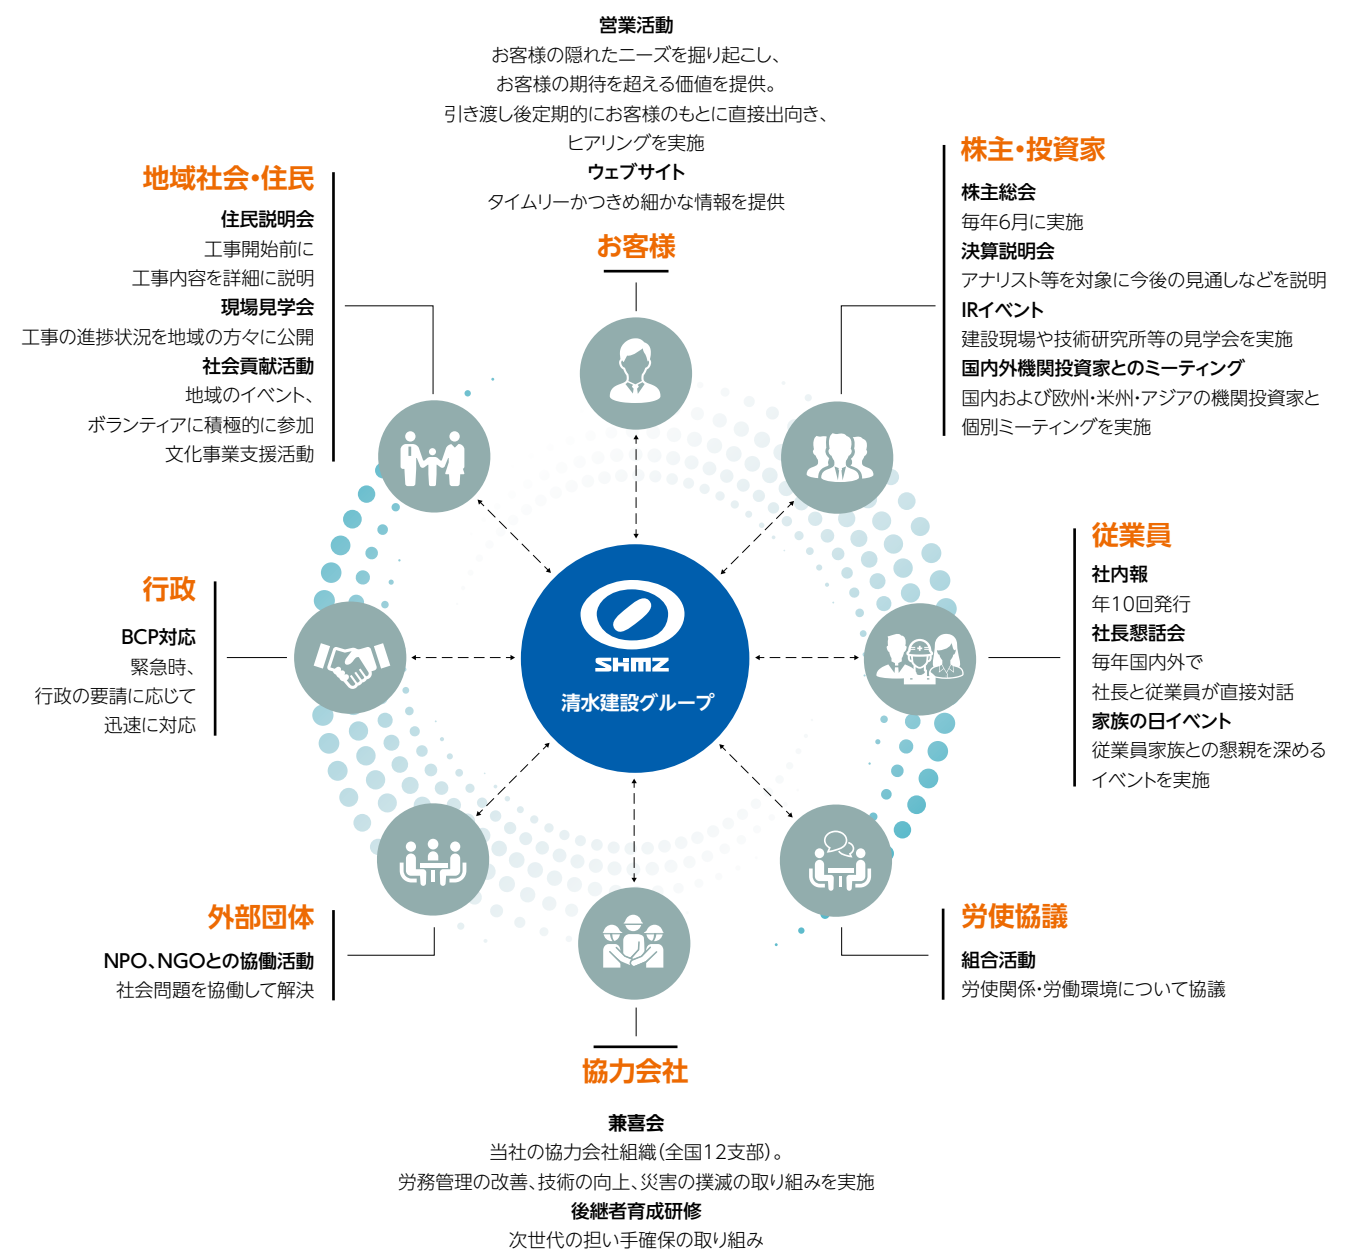 営業活動
お客様の隠れたニーズを掘り起こし、
お客様の期待を超える価値を提供。
引き渡し後定期的にお客様のもとに直接出向き、
ヒアリングを実施
ウェブサイト
タイムリーかつきめ細かな情報を提供
お客様
株主・投資家
株主総会
毎年6月に実施
決算説明会
アナリスト等を対象に今後の見通しなどを説明
IRイベント
建設現場や技術研究所等の見学会を実施
国内外機関投資家とのミーティング
国内および欧州・米州・アジアの機関投資家と
個別ミーティングを実施
従業員
社内報
年10回発行
社長懇話会
毎年国内外で
社長と従業員が直接対話
家族の日イベント
従業員家族との懇親を深める
イベントを実施
労使協議
組合活動
労使関係・労働環境について協議
協力会社
兼喜会
当社の協力会社組織(全国12支部)。
労務管理の改善、技術の向上、災害の撲滅の取り組みを実施
後継者育成研修
次世代の担い手確保の取り組み
外部団体
NPO、NGOとの協働活動
社会問題を協働して解決
行政
BCP対応
緊急時、
行政の要請に応じて
迅速に対応
地域社会・住民
住民説明会
工事開始前に
工事内容を詳細に説明
現場見学会
工事の進捗状況を地域の方々に公開
社会貢献活動
地域のイベント、
ボランティアに積極的に参加
文化事業支援活動
SHMZ
清水建設グループ